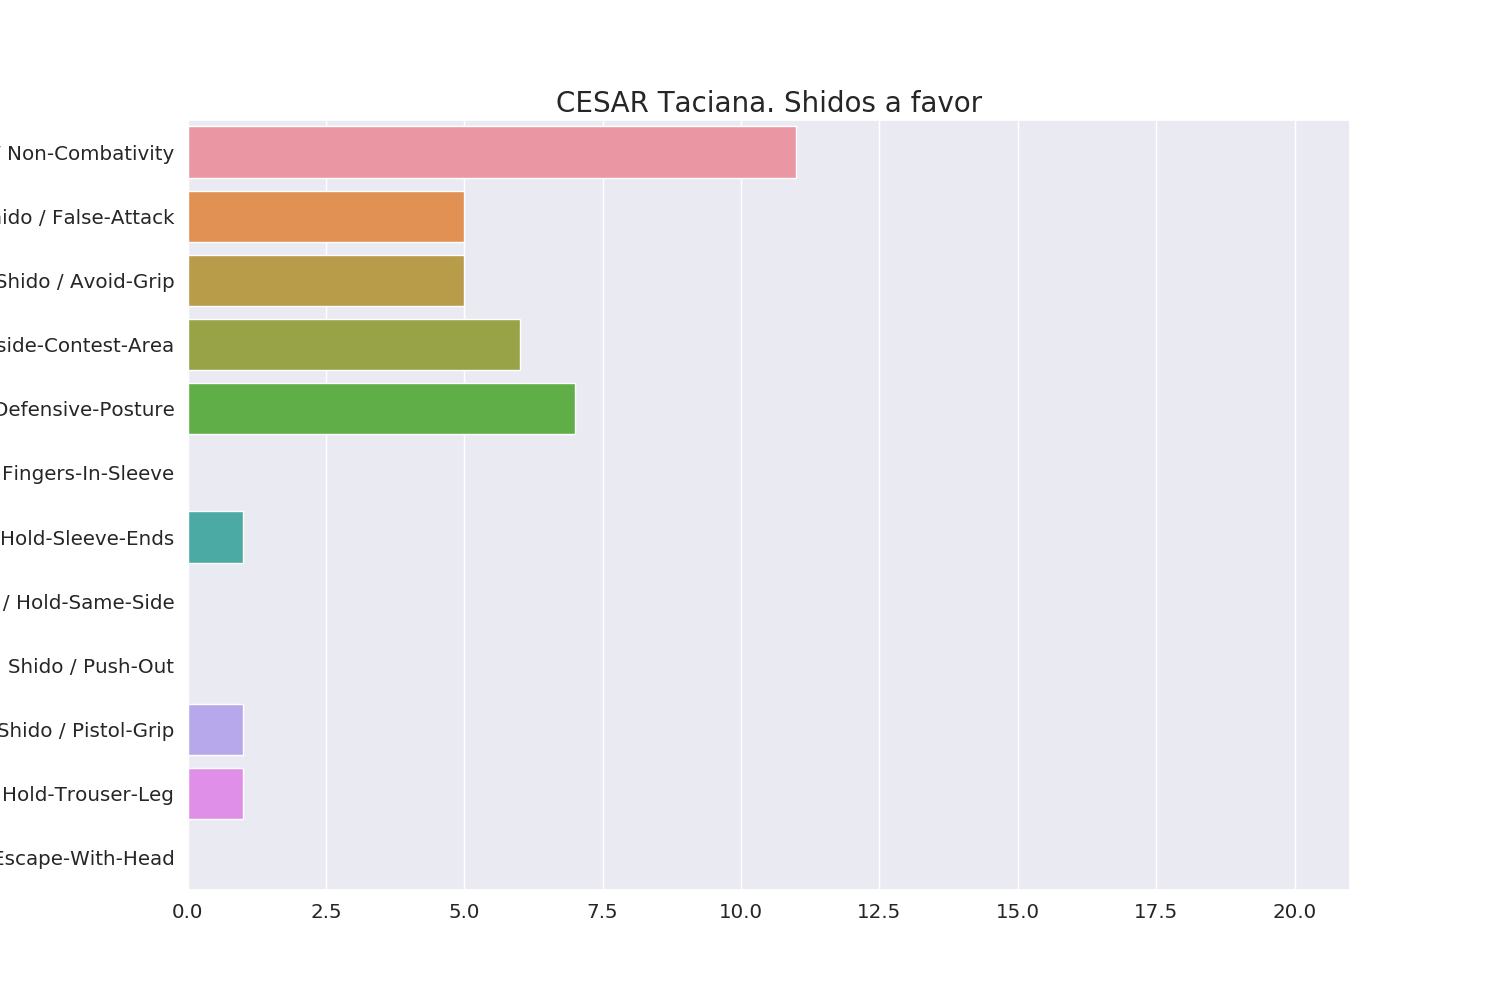 CESAR Taciana. Shidos a favor
/ Non-Combativity
ido / False-Attack
Shido / Avoid-Grip
side-Contest-Area
Defensive-Posture
Fingers-In-Sleeve
Hold-Sleeve-Ends
/ Hold-Same-Side
Shido / Push-Out
Shido / Pistol-Grip
Hold-Trouser-Leg
Escape-With-Head
0.0 2.5 5.0 7.5 10.0 12.5 15.0 17.5 20.0